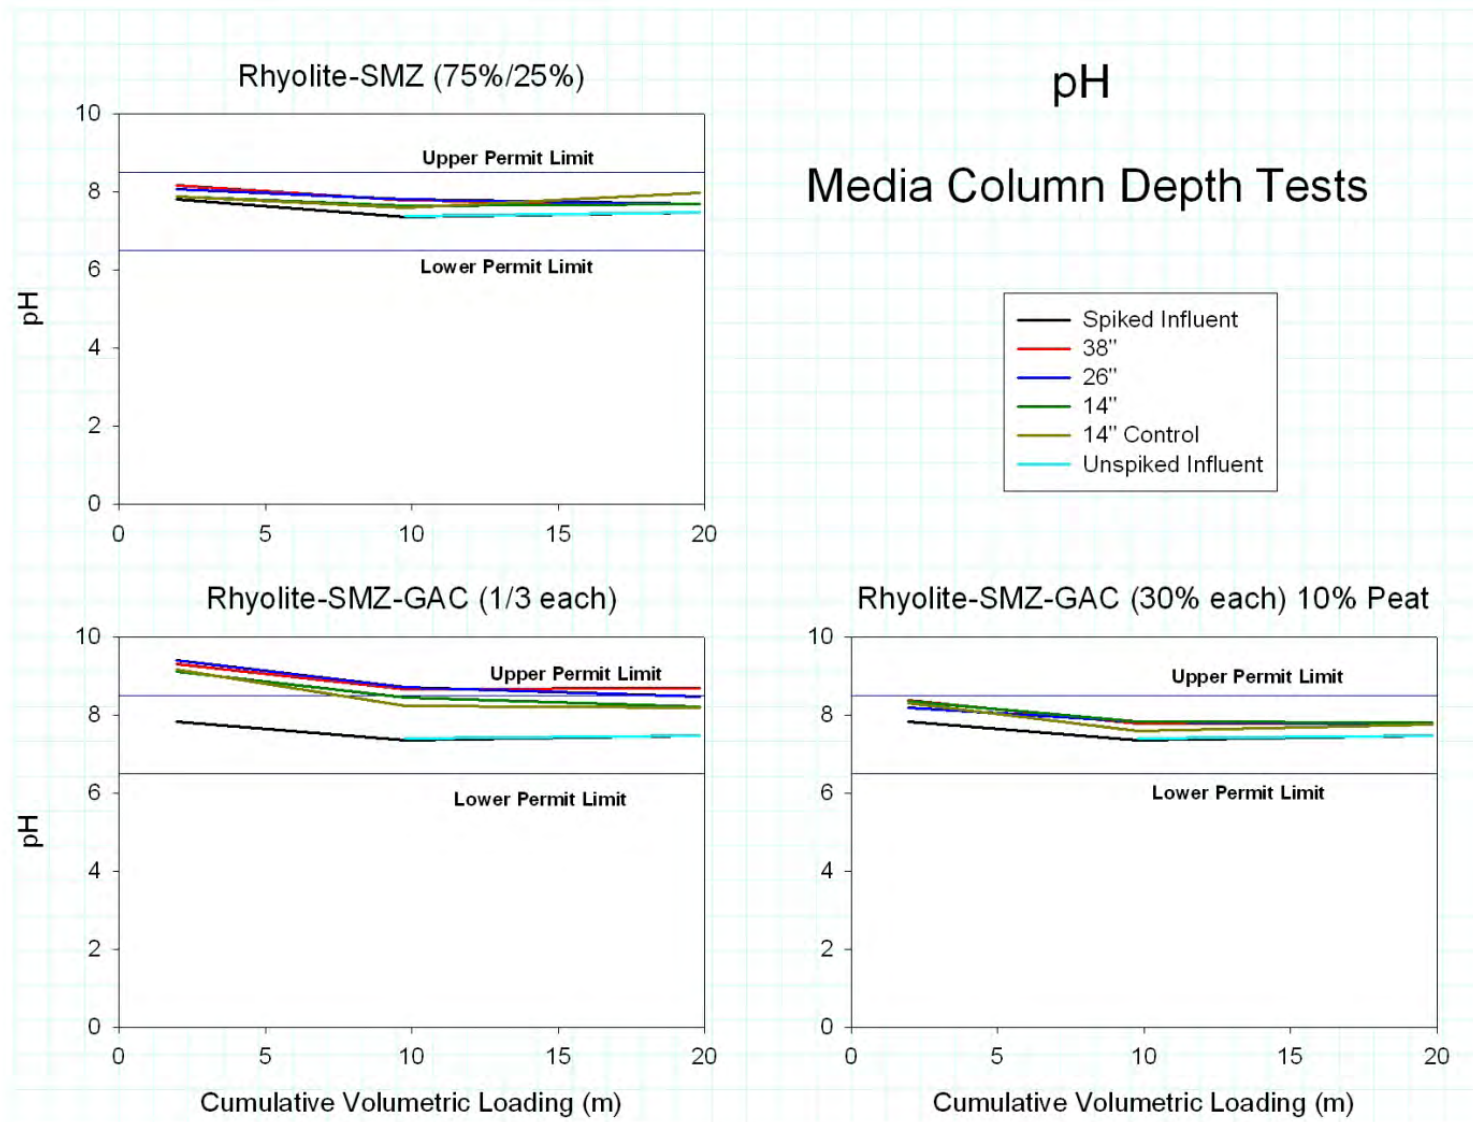 Rhyolite-SMZ (75%/25%)
pH
Media Column Depth Tests
10
8
6
4
2
0
pH
Upper Permit Limit
Lower Permit Limit
0 5 10 15 20
Spiked Influent
38"
26"
14"
14" Control
Unspiked Influent
Rhyolite-SMZ-GAC (1/3 each)
10
8
6
4
2
0
pH
Upper Permit Limit
Lower Permit Limit
0 5 10 15 20
Cumulative Volumetric Loading (m)
Rhyolite-SMZ-GAC (30% each) 10% Peat
10
8
6
4
2
0
Upper Permit Limit
Lower Permit Limit
0 5 10 15 20
Cumulative Volumetric Loading (m)